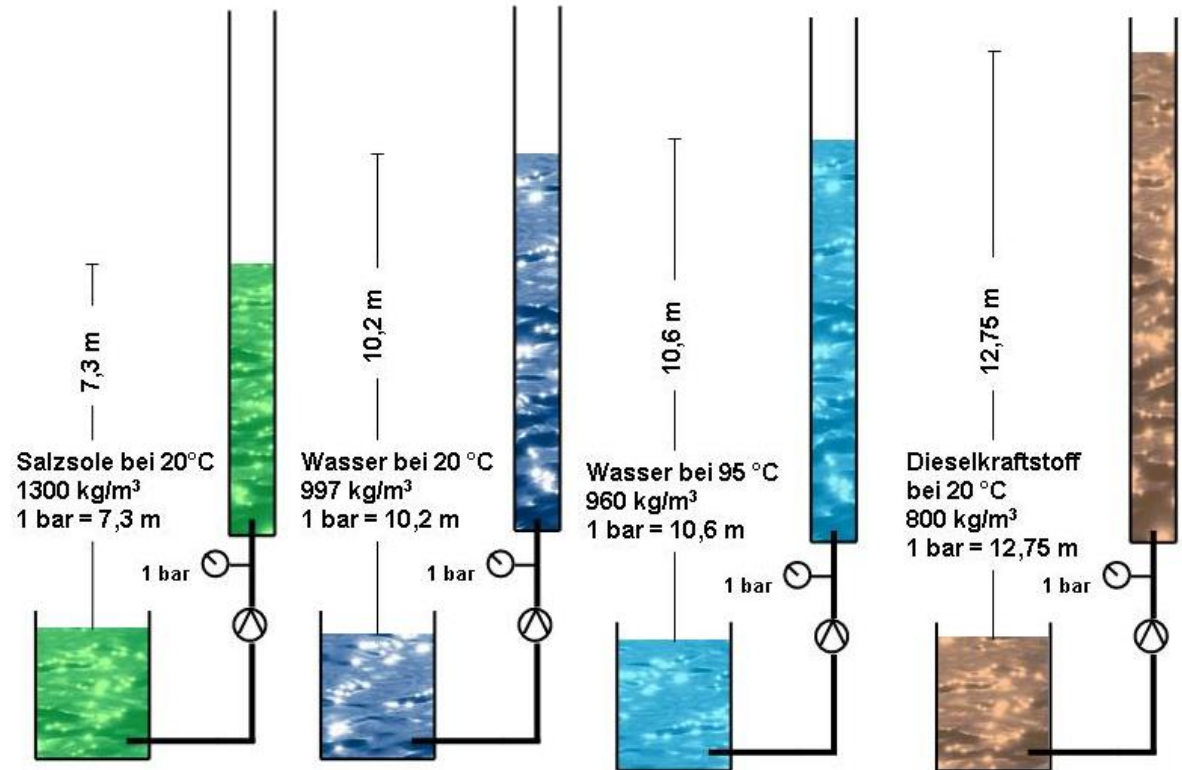 7,3 m
Salzsole bei 20°C
1300 kg/m³
1 bar = 7,3 m
1 bar
10,2 m
Wasser bei 20 °C
997 kg/m³
1 bar = 10,2 m
1 bar
10,6 m
Wasser bei 95 °C
960 kg/m³
1 bar = 10,6 m
1 bar
12,75 m
Dieselkraftstoff
bei 20 °C
800 kg/m³
1 bar = 12,75 m
1 bar